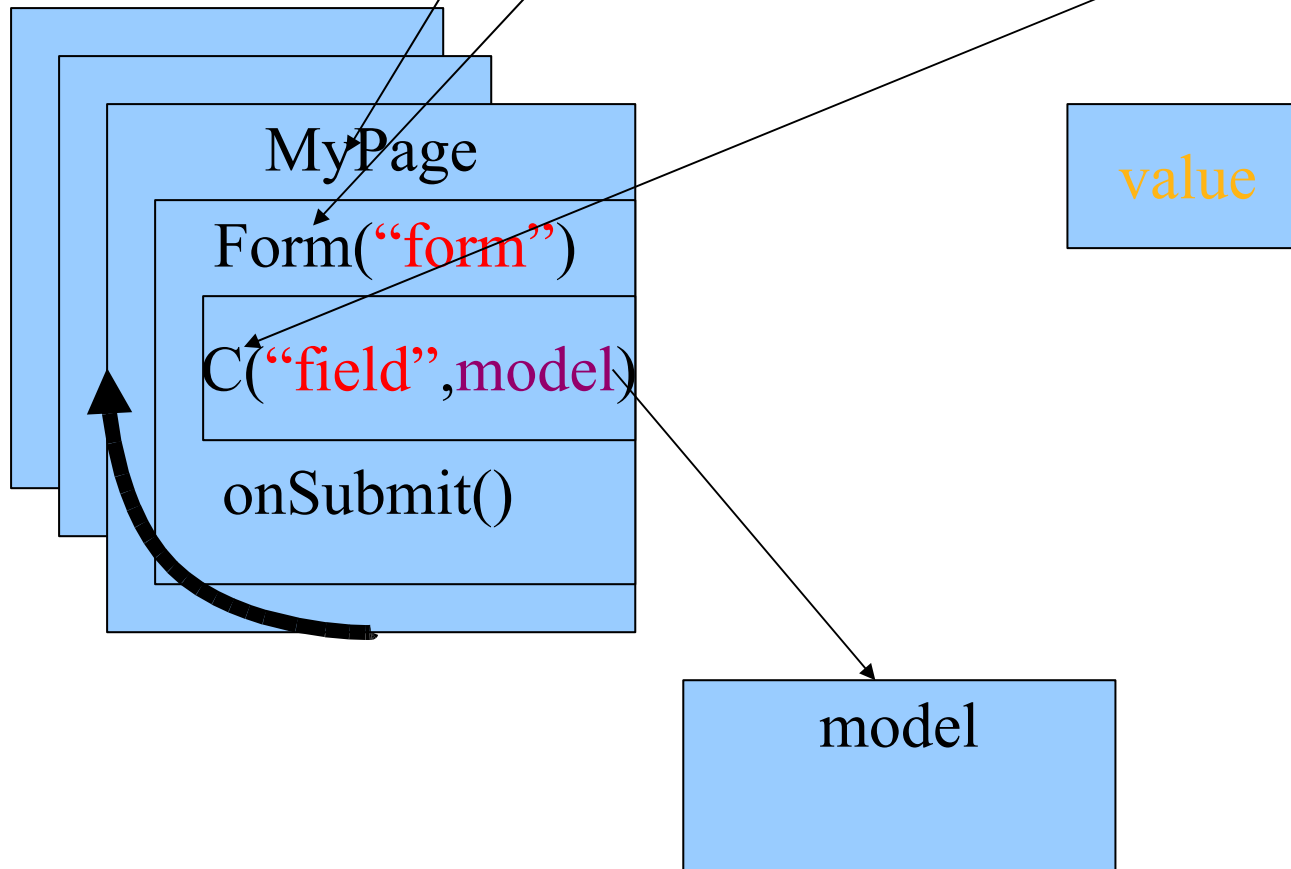 MyPage
value
Form(“form”)
C(“field”,model)
onSubmit()
model